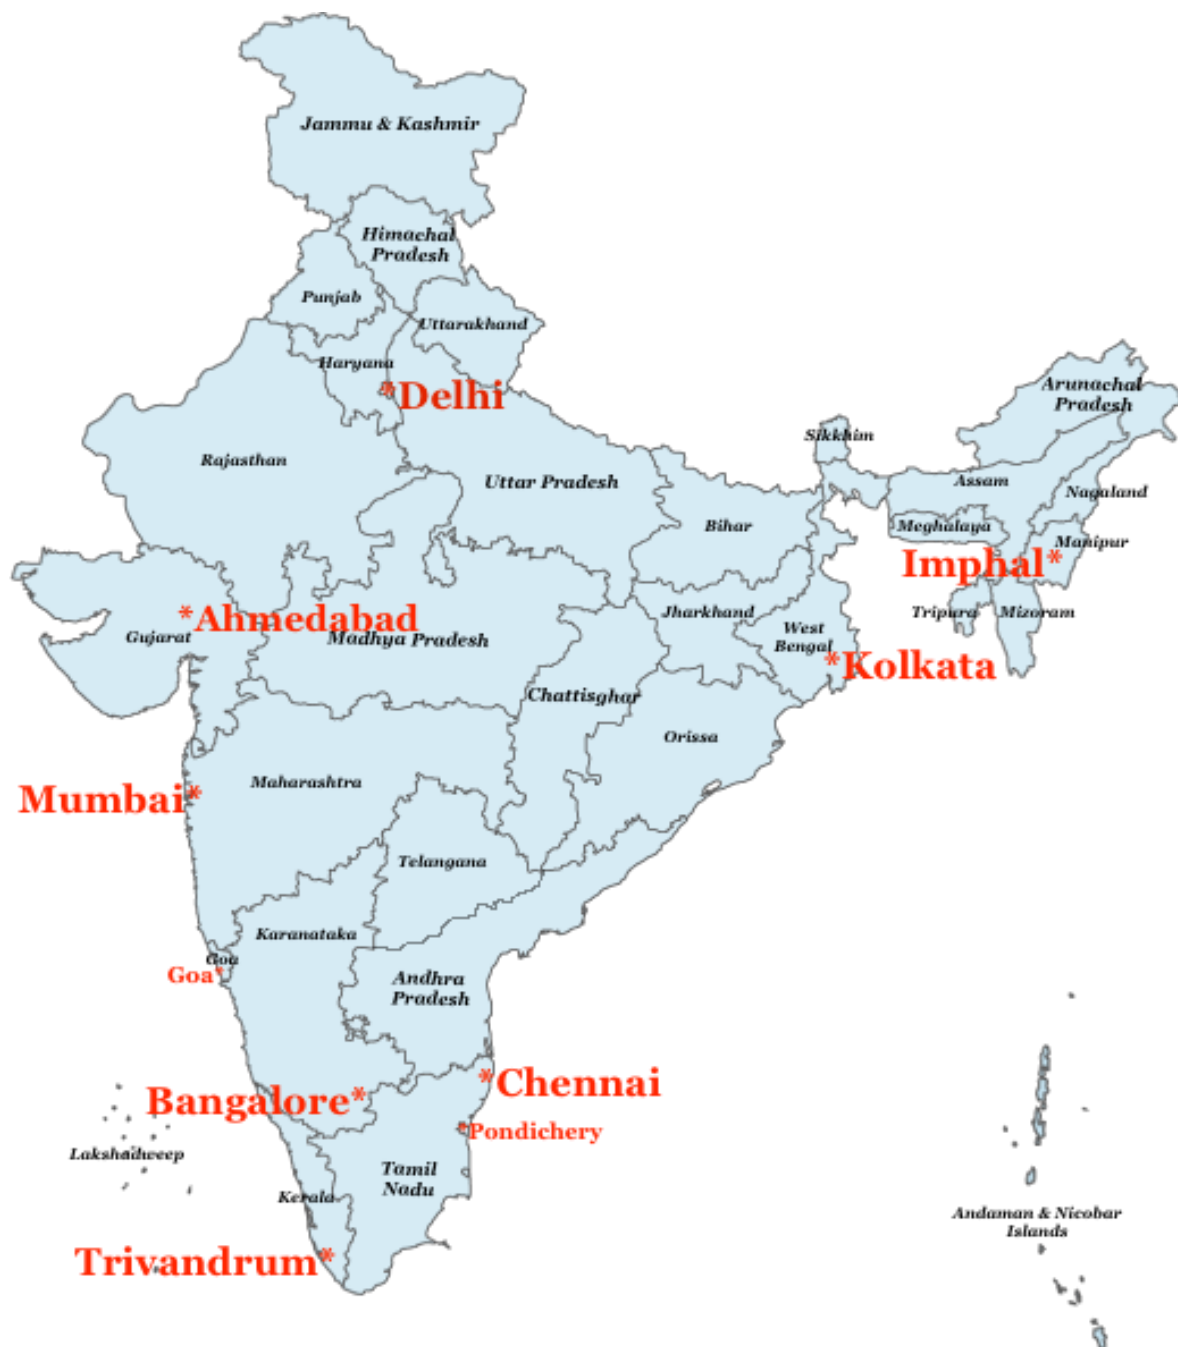 Jammu & Kashmir
Himachal
Pradesh
Punjab
Uttarakhand
Haryana
*Delhi
Arunachal
Pradesh
Sikkhim
Rajasthan
Uttar Pradesh
Assam
Nagaland
Bihar
Meghalaya
Manipur
Imphal*
*Ahmedabad
Gujarat
Madhya Pradesh
Jharkhand
West
Bengal
Tripura
Mizoram
*Kolkata
Chattisghar
Orissa
Maharashtra
Mumbai*
Telangana
Karanataka
Goa
Goa*
Andhra
Pradesh
*Chennai
Bangalore*
*Pondichery
Lakshadweep
Tamil
Nadu
Kerala
Andaman & Nicobar
Islands
Trivandrum*